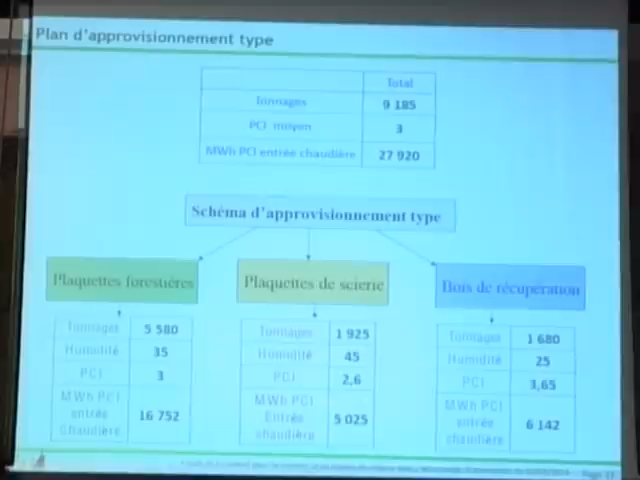 Plan d'approvisionnement type
Total
Tonnages 9 185
PCI moyen 3
MWh PCI entrée chaudière 27 920
Schéma d'approvisionnement type
Plaquettes forestières
Tonnages 5 580
Humidité 35
PCI 3
MWh PCI
entrée
Chaudière
16 752
Plaquettes de scierie
Tonnages 1 925
Humidité 45
PCI 2,6
MWh PCI
Entrée
chaudière
5 025
Bois de récupération
Tonnages 1 680
Humidité 25
PCI 3,65
MWh PCI
entrée
chaudière
6 142